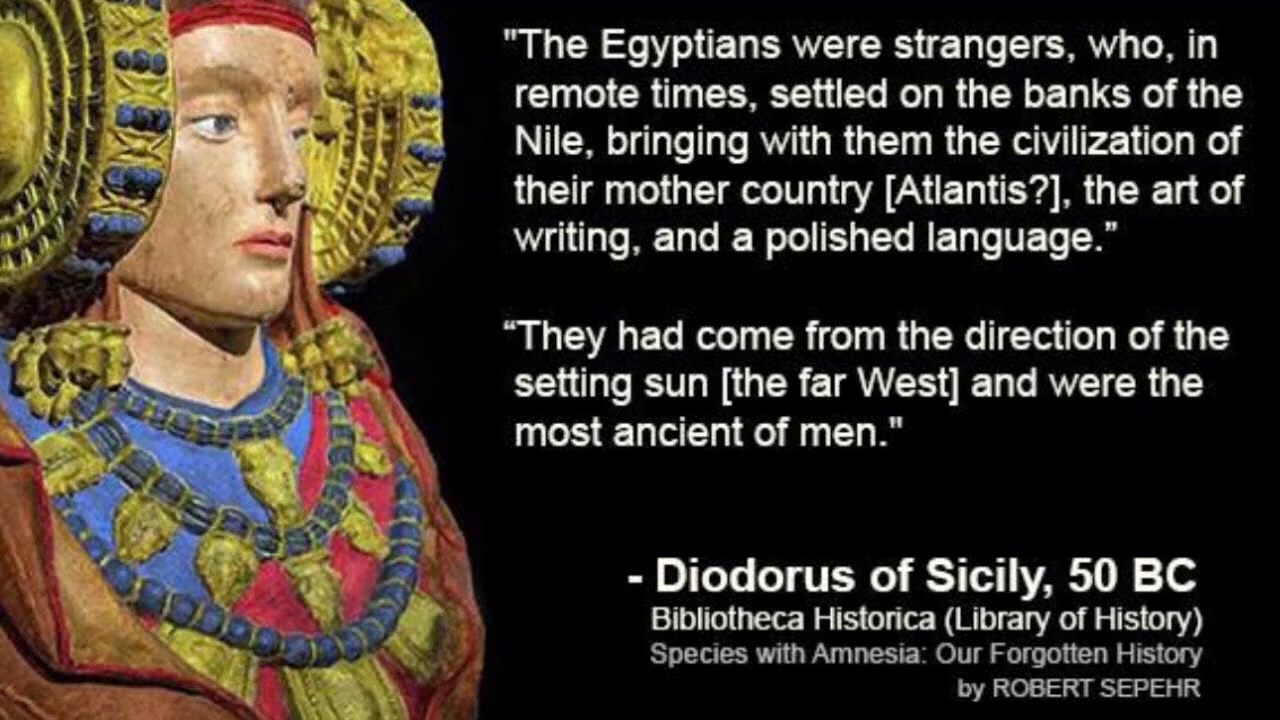 "The Egyptians were strangers, who, in
remote times, settled on the banks of the
Nile, bringing with them the civilization of
their mother country [Atlantis?], the art of
writing, and a polished language.”
“They had come from the direction of the
setting sun [the far West] and were the
most ancient of men."
- Diodorus of Sicily, 50 BC
Bibliotheca Historica (Library of History)
Species with Amnesia: Our Forgotten History
by ROBERT SEPEHR